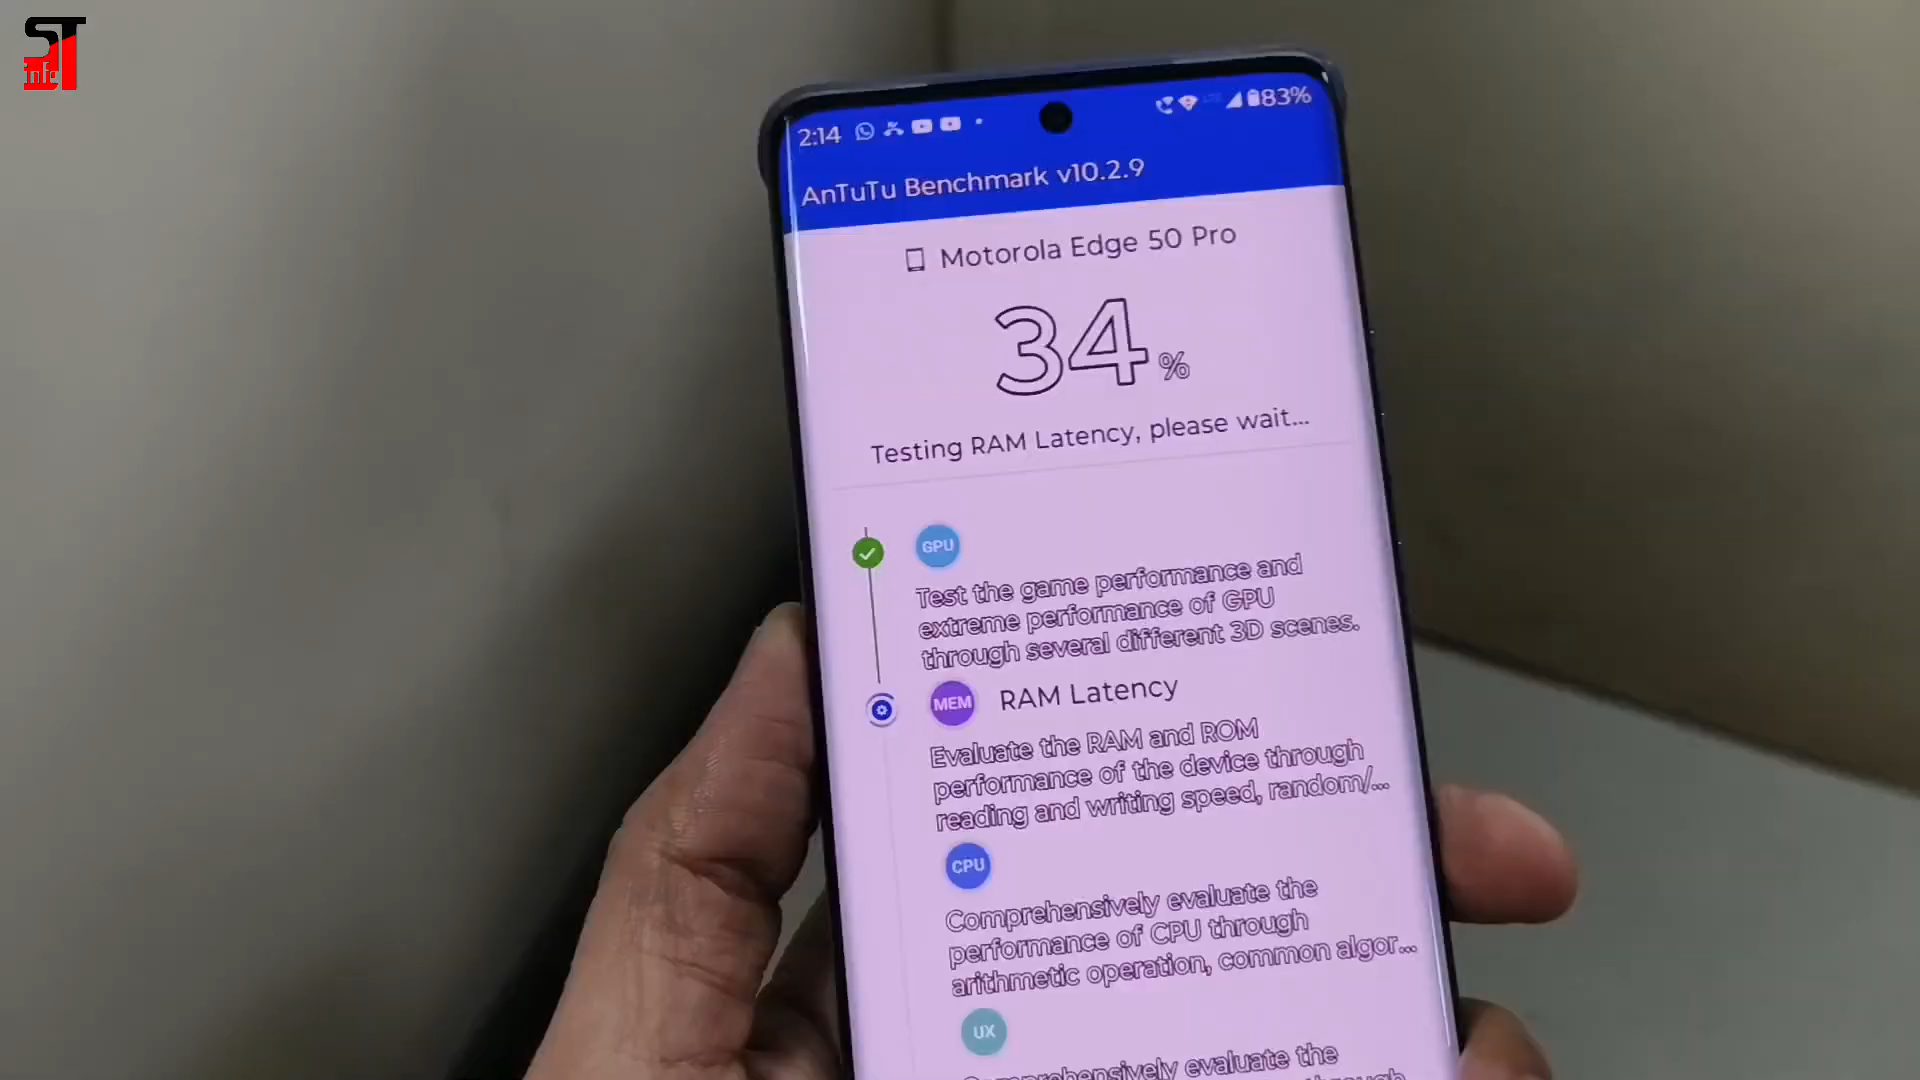 ST
info
2:14
83%
AnTuTu Benchmark v10.2.9
Motorola Edge 50 Pro
34%
Testing RAM Latency, please wait...
GPU
Test the game performance and
extreme performance of GPU
through several different 3D scenes.
MEM RAM Latency
Evaluate the RAM and ROM
performance of the device through
reading and writing speed, random/...
CPU
Comprehensively evaluate the
performance of CPU through
arithmetic operation, common algor...
UX
Comprehensively evaluate the
through